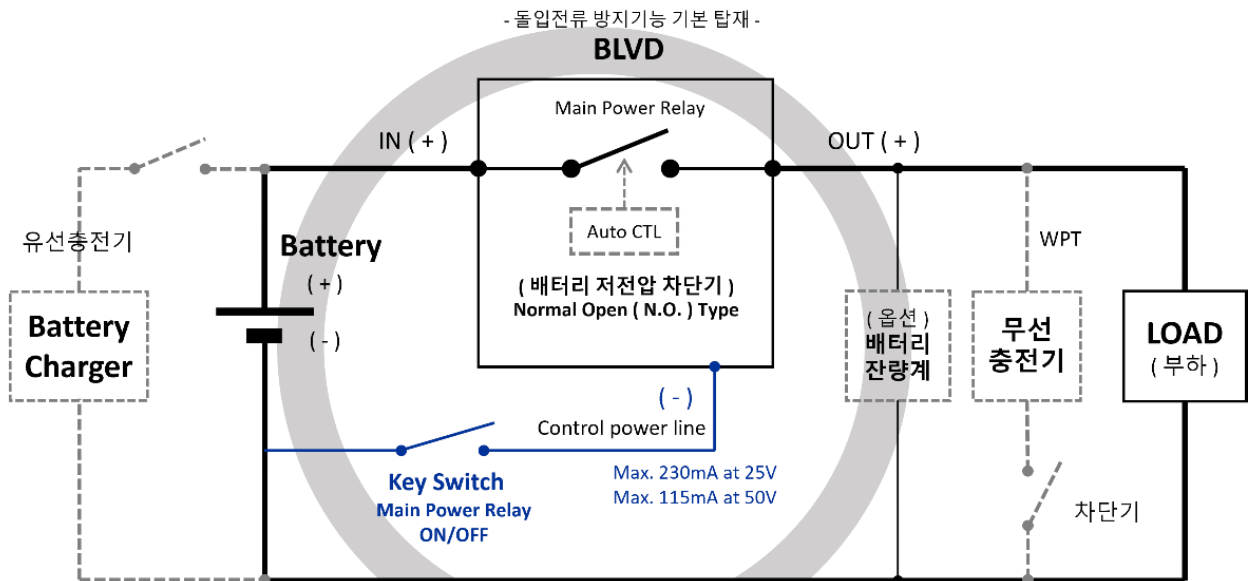 - 돌입전류 방지기능 기본 탑재 -
BLVD
Main Power Relay
IN ( + )
OUT ( + )
Auto CTL
유선충전기
Battery
( + )
( - )
WPT
( 배터리 저전압 차단기 )
Normal Open ( N.O. ) Type
Battery
Charger
( 옵션 )
배터리
잔량계
무선
충전기
LOAD
( 부하 )
( - )
Control power line
Key Switch
Main Power Relay
ON/OFF
Max. 230mA at 25V
Max. 115mA at 50V
차단기